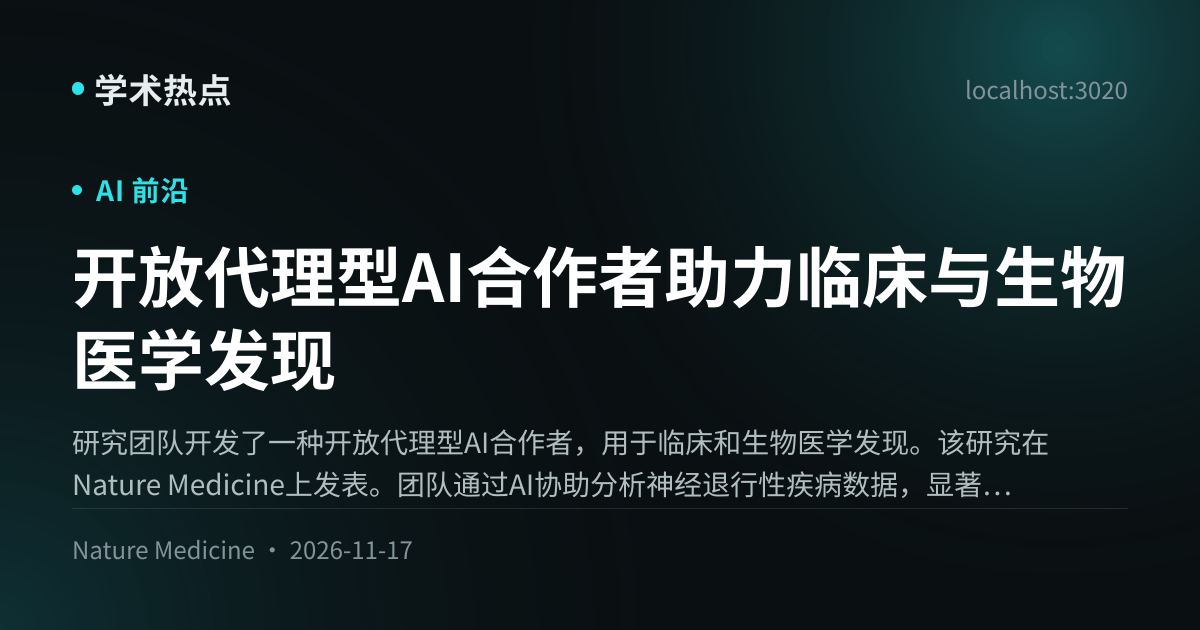 学术热点
localhost:3020
AI 前沿
开放代理型AI合作者助力临床与生物
医学发现
研究团队开发了一种开放代理型AI合作者，用于临床和生物医学发现。该研究在
Nature Medicine上发表。团队通过AI协助分析神经退行性疾病数据，显著…
Nature Medicine · 2026-11-17